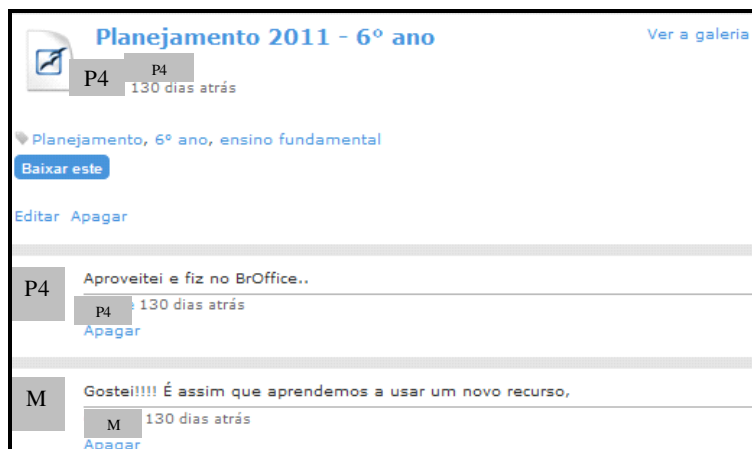 Planejamento 2011 - 6º ano
Ver a galeria
P4
P4
130 dias atrás
Planejamento, 6º ano, ensino fundamental
Baixar este
Editar Apagar
P4
Aproveitei e fiz no BrOffice..
P4 130 dias atrás
Apagar
M
Gostei!!!! É assim que aprendemos a usar um novo recurso,
M 130 dias atrás
Apagar